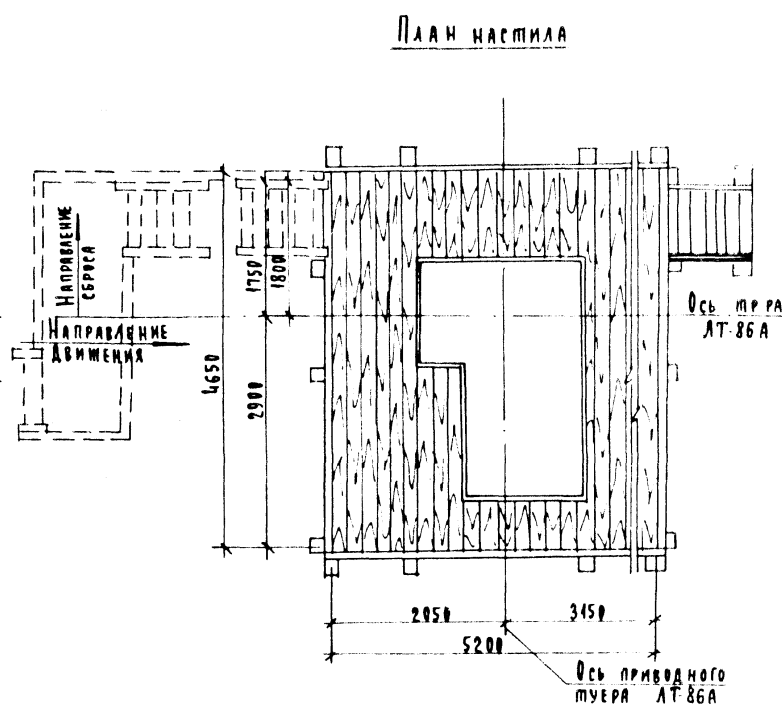 План настила
Направление
сброса
Направление
движения
1750
1800
4650
2900
Ось тр-ра
ЛТ-86А
2050
3150
5200
Ось приводного
туера ЛТ-86А